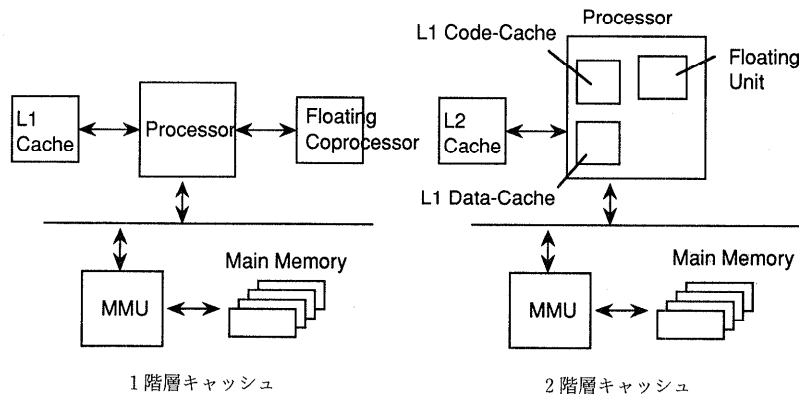 L1
Cache
Processor
Floating
Coprocessor
Main Memory
MMU
1階層キャッシュ
Processor
L1 Code-Cache
Floating
Unit
L2
Cache
L1 Data-Cache
Main Memory
MMU
2階層キャッシュ